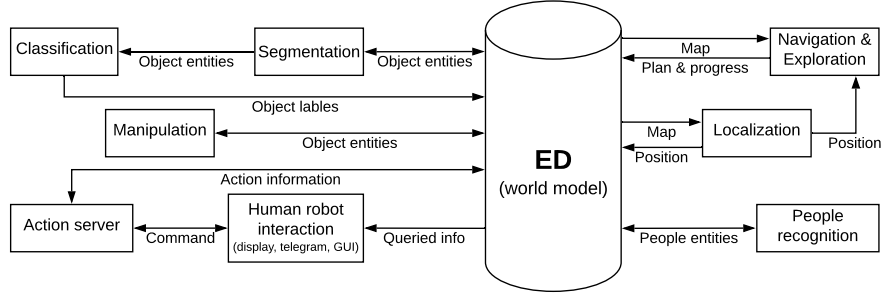 Classification
Segmentation
Object entities
Object entities
Object lables
Manipulation
Object entities
Action information
Action server
Command
Human robot
interaction
(display, telegram, GUI)
Queried info
ED
(world model)
Map
Plan & progress
Navigation &
Exploration
Map
Position
Localization
Position
People entities
People
recognition